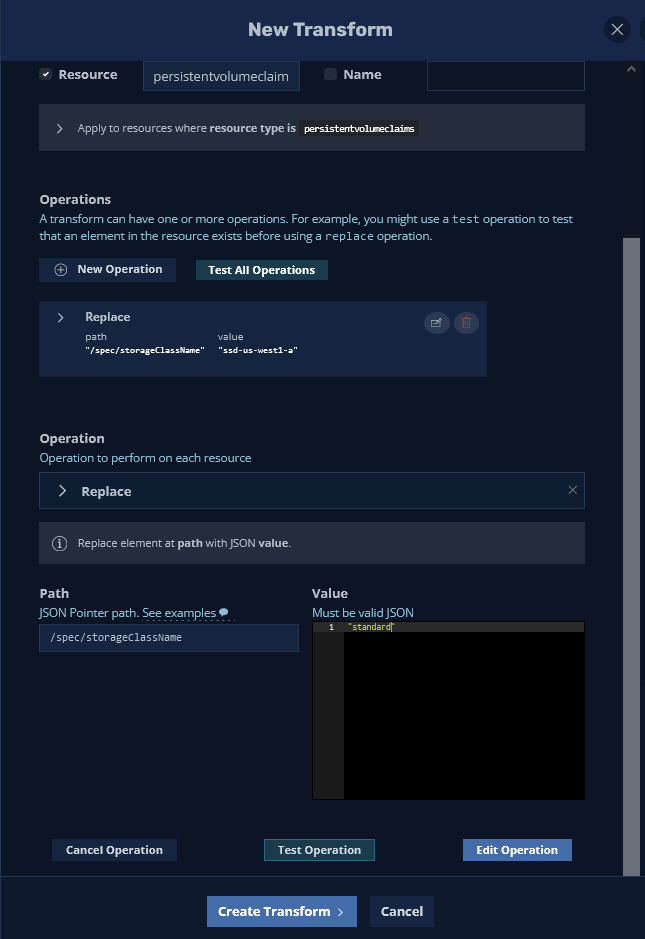 New Transform
Resource persistentvolumeclaim Name
Apply to resources where resource type is persistentvolumeclaims
Operations
A transform can have one or more operations. For example, you might use a test operation to test
that an element in the resource exists before using a replace operation.
New Operation Test All Operations
Replace
path value
"/spec/storageClassName" "ssd-us-west1-a"
Operation
Operation to perform on each resource
Replace
Replace element at path with JSON value.
Path Value
JSON Pointer path. See examples Must be valid JSON
/spec/storageClassName 1 "standard"
Cancel Operation Test Operation Edit Operation
Create Transform Cancel